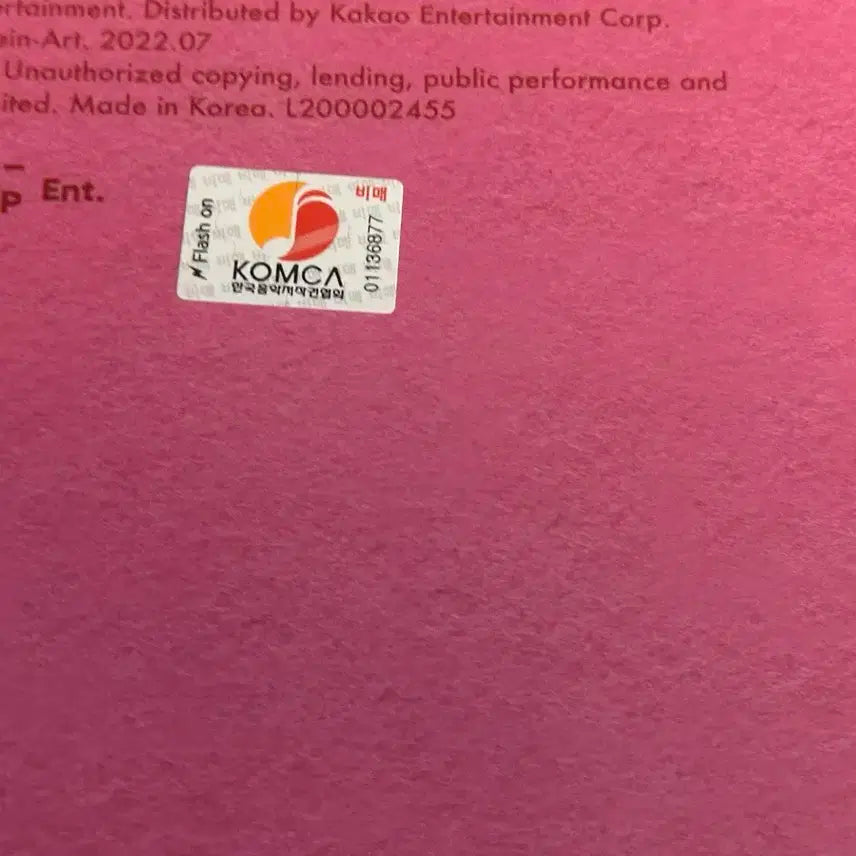 ertainment. Distributed by Kakao Entertainment Corp.
ein-Art. 2022.07
Unauthorized copying, lending, public performance and
ited. Made in Korea. L200002455
P Ent.
Flash on
비매
01136877
KOMCA
한국음악저작권협회